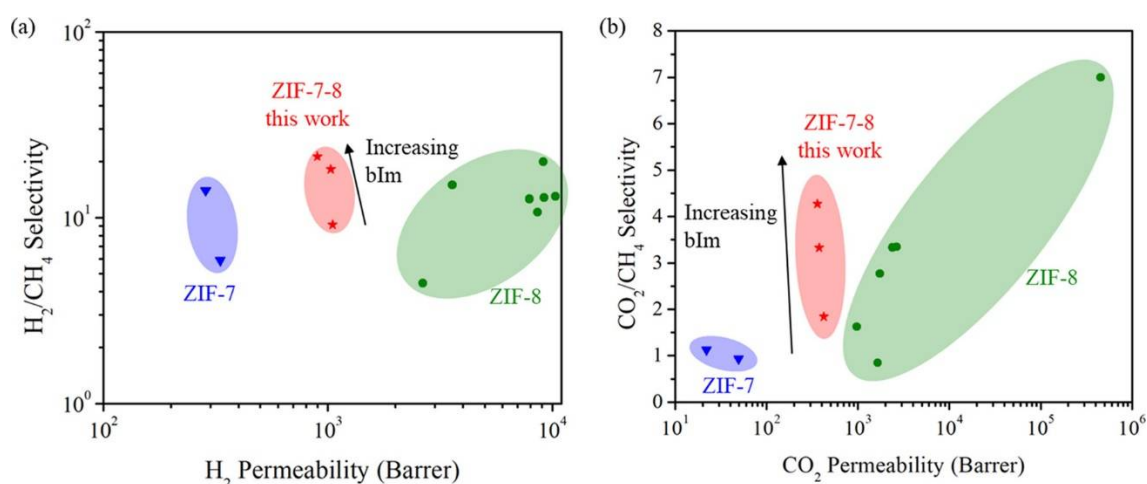 (a)
10²
10¹
10⁰
H₂/CH₄ Selectivity
ZIF-7-8
this work
Increasing
bIm
ZIF-7
ZIF-8
10² 10³ 10⁴
H₂ Permeability (Barrer)
(b)
8
7
6
5
4
3
2
1
0
CO₂/CH₄ Selectivity
ZIF-7-8
this work
Increasing
bIm
ZIF-8
ZIF-7
10¹ 10² 10³ 10⁴ 10⁵ 10⁶
CO₂ Permeability (Barrer)